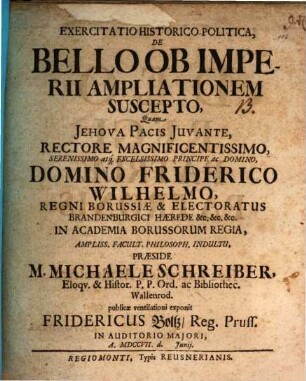 EXERCITATIO HISTORICO-POLITICA,
DE
BELLO OB IMPE-
RII AMPLIATIONEM
SUSCEPTO,
13.
Quam
JEHOVA PACIS JUVANTE,
RECTORE MAGNIFICENTISSIMO,
SERENISSIMO atq; EXCELSISSIMO PRINCIPE ac DOMINO,
DOMINO FRIDERICO
WILHELMO,
REGNI BORUSSIÆ & ELECTORATUS
BRANDENBURGICI HÆREDE &c. &c. &c.
IN ACADEMIA BORUSSORUM REGIA,
AMPLISS. FACULT. PHILOSOPH. INDULTU,
PRÆSIDE
M. MICHAELE SCHREIBER,
Eloqv. & Histor. P. P. Ord. ac Bibliothec.
Wallenrod.
publicæ ventilationi exponit
FRIDERICUS Boltz/ Reg. Pruss.
IN AUDITORIO MAJORI,
A. MDCCVII. d. Junij.
REGIOMONTI, Typis REUSNERIANIS.